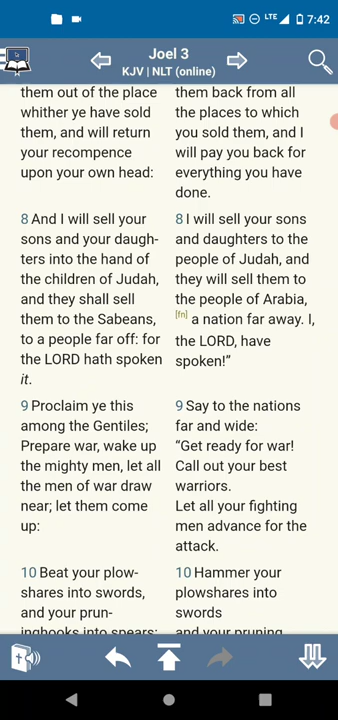 LTE 7:42
Joel 3
KJV | NLT (online)
them out of the place
whither ye have sold
them, and will return
your recompence
upon your own head:
8 And I will sell your
sons and your daugh-
ters into the hand of
the children of Judah,
and they shall sell
them to the Sabeans,
to a people far off: for
the LORD hath spoken
it.
9 Proclaim ye this
among the Gentiles;
Prepare war, wake up
the mighty men, let all
the men of war draw
near; let them come
up:
10 Beat your plow-
shares into swords,
and your prun-
inghooks into spears:
them back from all
the places to which
you sold them, and I
will pay you back for
everything you have
done.
8 I will sell your sons
and daughters to the
people of Judah, and
they will sell them to
the people of Arabia,
[fn] a nation far away. I,
the LORD, have
spoken!”
9 Say to the nations
far and wide:
“Get ready for war!
Call out your best
warriors.
Let all your fighting
men advance for the
attack.
10 Hammer your
plowshares into
swords
and your pruning